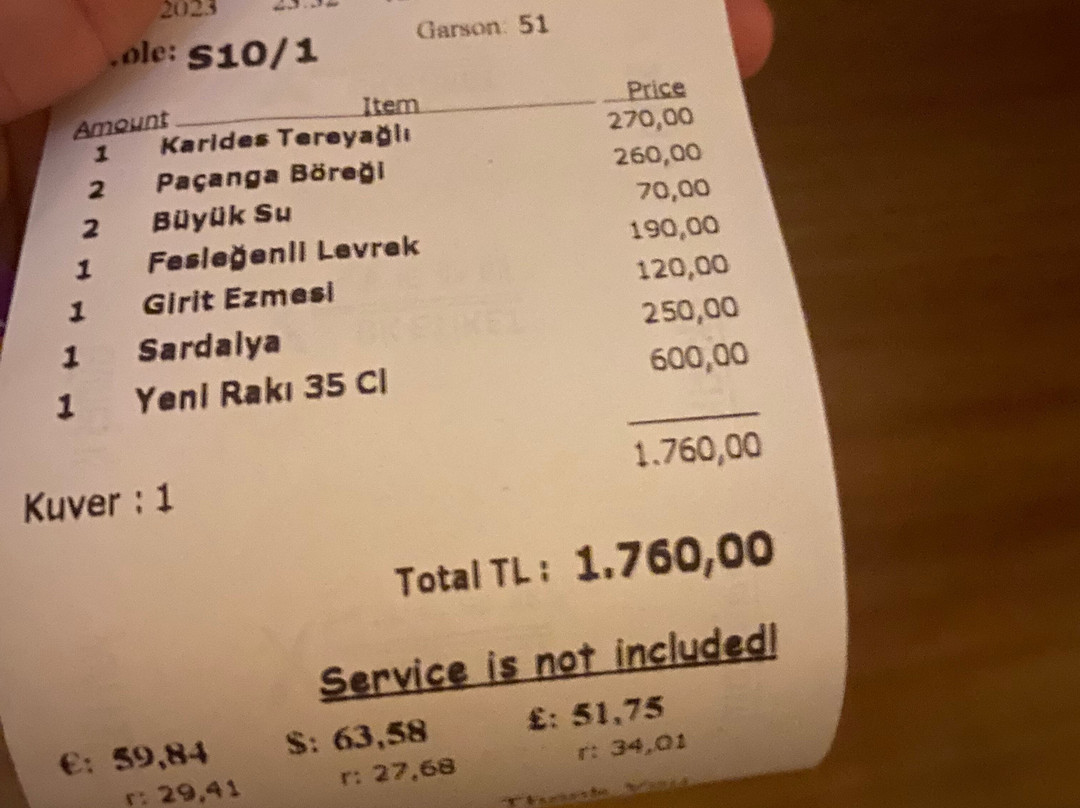 2023
Garson: 51
S10/1
Amount Item Price
1 Karides Tereyağlı 270,00
2 Paçanga Böreği 260,00
2 Büyük Su 70,00
1 Fesleğenli Levrek 190,00
1 Girit Ezmesi 120,00
1 Sardalya 250,00
1 Yeni Rakı 35 Cl 600,00
1.760,00
Kuver : 1
Total TL : 1.760,00
Service is not included!
€: 59,84 $: 63,58 £: 51,75
r: 29,41 r: 27,68 r: 34,01
Thank You